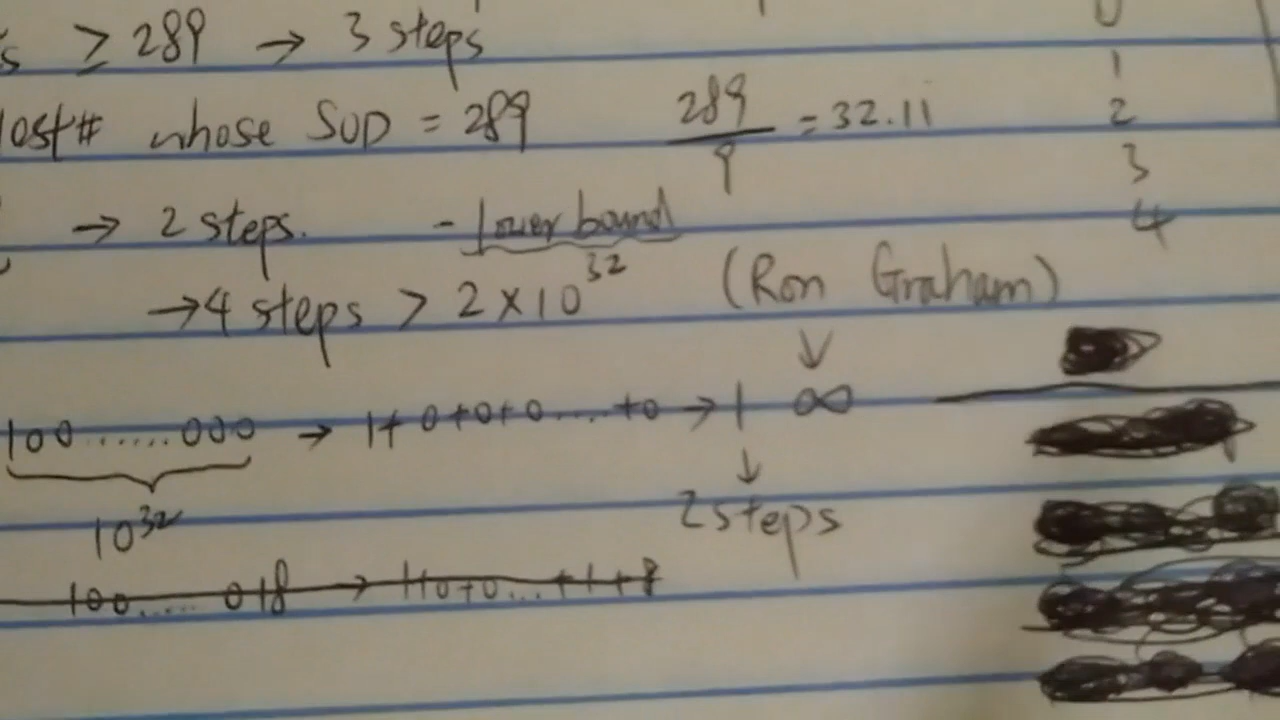 ≥ 289 → 3 steps
whose SOD = 289
289/9 = 32.11
→ 2 steps. - lower bound
→ 4 steps > 2 × 10^32 (Ron Graham)
↓
100......000 → 1+0+0+0....+0 → 1 ∞
10^32
↓
2 steps
100..... 018 → 1+0+0...+1+8
1
2
3
4